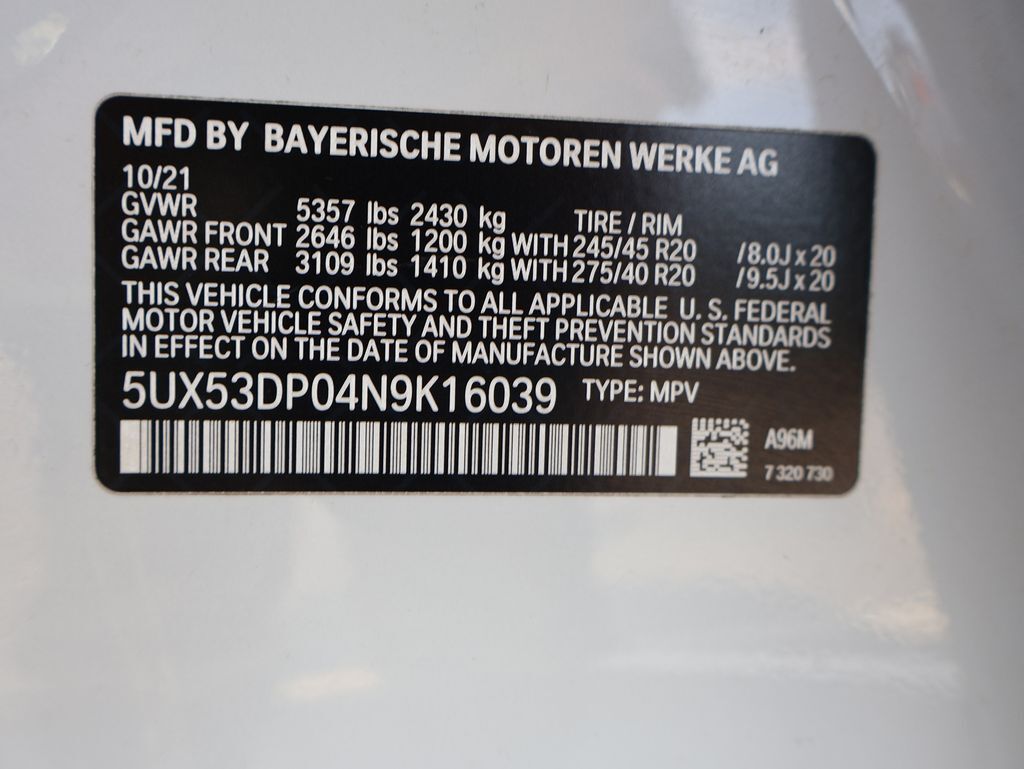 MFD BY BAYERISCHE MOTOREN WERKE AG
10/21
GVWR 5357 lbs 2430 kg TIRE / RIM
GAWR FRONT 2646 lbs 1200 kg WITH 245/45 R20 /8.0J x 20
GAWR REAR 3109 lbs 1410 kg WITH 275/40 R20 /9.5J x 20
THIS VEHICLE CONFORMS TO ALL APPLICABLE U. S. FEDERAL
MOTOR VEHICLE SAFETY AND THEFT PREVENTION STANDARDS
IN EFFECT ON THE DATE OF MANUFACTURE SHOWN ABOVE.
5UX53DP04N9K16039 TYPE: MPV
A96M
7 320 730